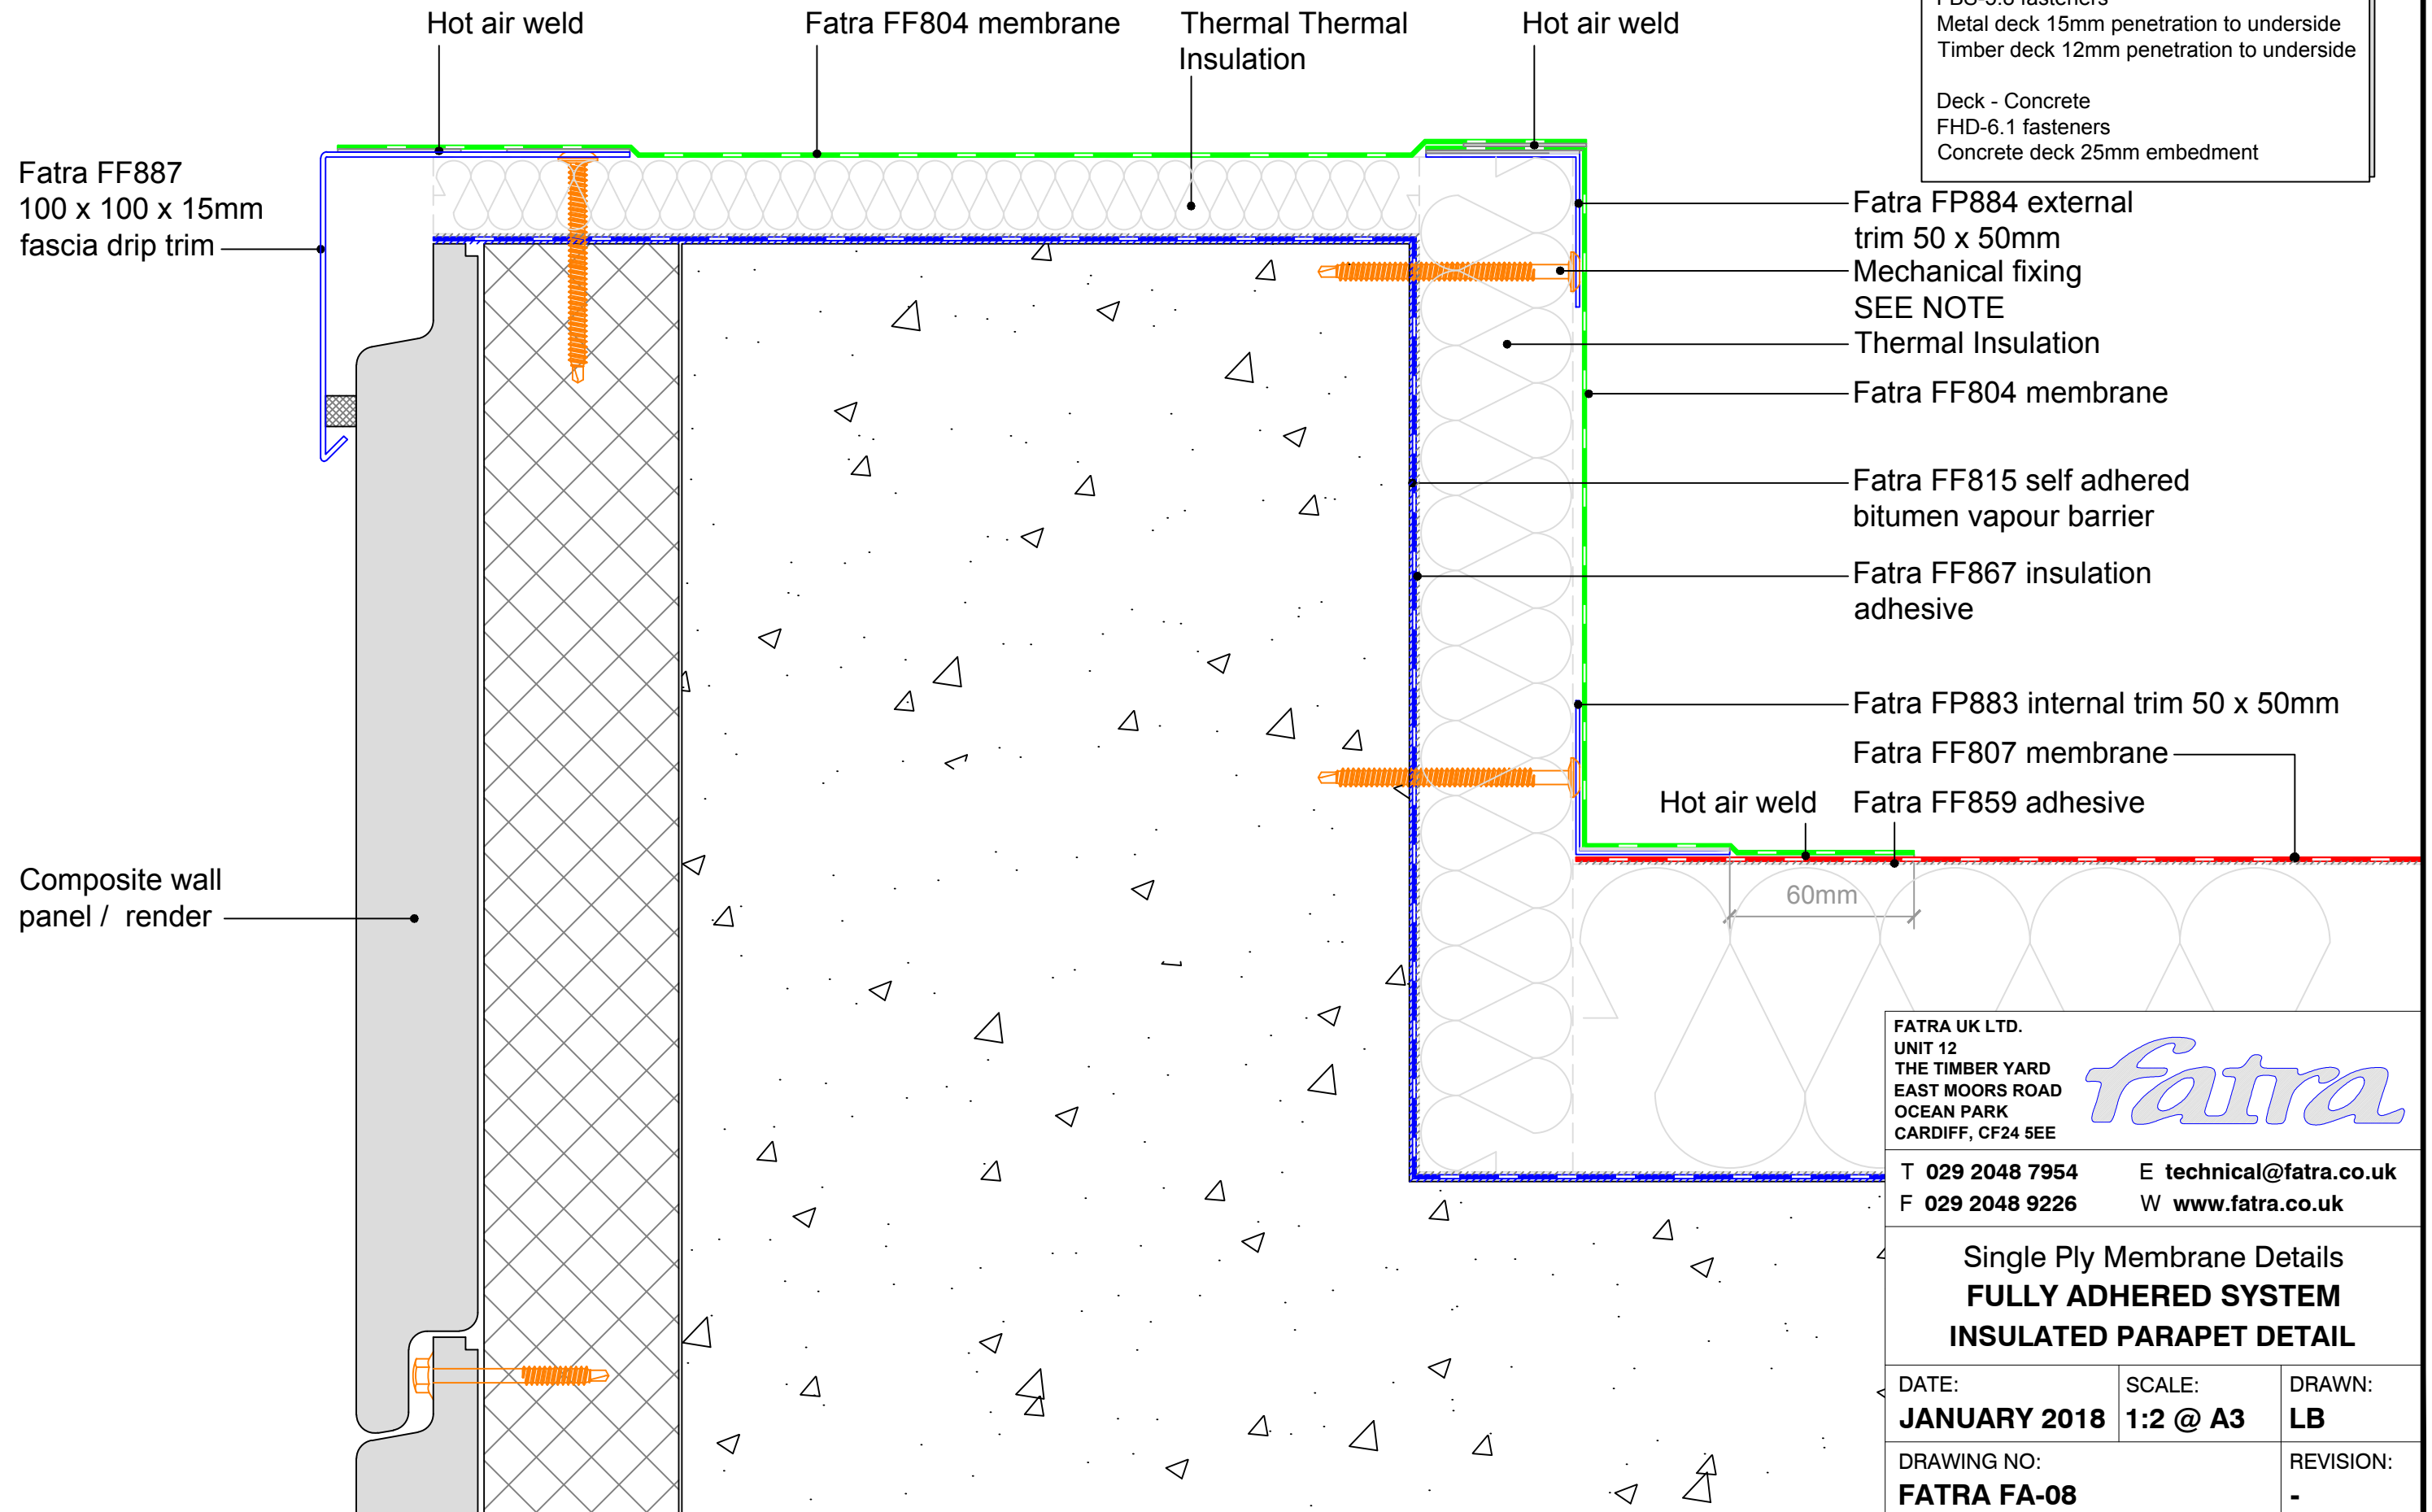 Hot air weld
Fatra FF804 membrane
Thermal Thermal
Insulation
Hot air weld
FBS-5.8 fasteners
Metal deck 15mm penetration to underside
Timber deck 12mm penetration to underside
Deck - Concrete
FHD-6.1 fasteners
Concrete deck 25mm embedment
Fatra FF887
100 x 100 x 15mm
fascia drip trim
Fatra FP884 external
trim 50 x 50mm
Mechanical fixing
SEE NOTE
Thermal Insulation
Fatra FF804 membrane
Fatra FF815 self adhered
bitumen vapour barrier
Fatra FF867 insulation
adhesive
Fatra FP883 internal trim 50 x 50mm
Fatra FF807 membrane
Hot air weld
Fatra FF859 adhesive
60mm
Composite wall
panel / render
FATRA UK LTD.
UNIT 12
THE TIMBER YARD
EAST MOORS ROAD
OCEAN PARK
CARDIFF, CF24 5EE
fatra
T 029 2048 7954
E technical@fatra.co.uk
F 029 2048 9226
W www.fatra.co.uk
Single Ply Membrane Details
FULLY ADHERED SYSTEM
INSULATED PARAPET DETAIL
DATE:
JANUARY 2018
SCALE:
1:2 @ A3
DRAWN:
LB
DRAWING NO:
FATRA FA-08
REVISION:
-